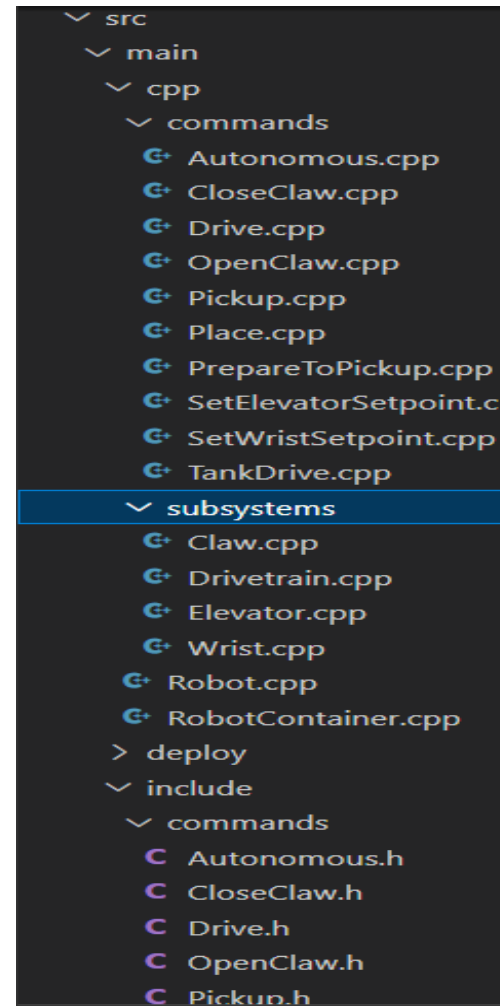 src
main
cpp
commands
Autonomous.cpp
CloseClaw.cpp
Drive.cpp
OpenClaw.cpp
Pickup.cpp
Place.cpp
PrepareToPickup.cpp
SetElevatorSetpoint.c
SetWristSetpoint.cpp
TankDrive.cpp
subsystems
Claw.cpp
Drivetrain.cpp
Elevator.cpp
Wrist.cpp
Robot.cpp
RobotContainer.cpp
deploy
include
commands
C Autonomous.h
C CloseClaw.h
C Drive.h
C OpenClaw.h
C Pickup.h